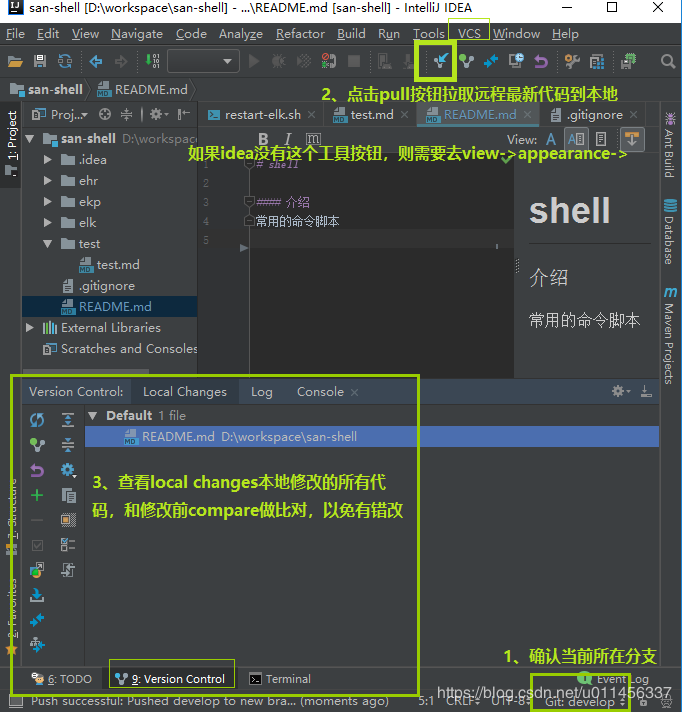 san-shell [D:\workspace\san-shell] - ...\README.md [san-shell] - IntelliJ IDEA
File Edit View Navigate Code Analyze Refactor Build Run Tools VCS Window Help
2、点击pull按钮拉取远程最新代码到本地
san-shell README.md
Proj... restart-elk.sh test.md README.md .gitignore
1: Project
san-shell D:\workspace
B I m View: A
如果idea没有这个工具按钮，则需要去view->appearance->
.idea
ehr
ekp
elk
test
test.md
.gitignore
README.md
External Libraries
Scratches and Consoles
1 # shell
2
3 #### 介绍
4 常用的命令脚本
5
shell
介绍
常用的命令脚本
Ant Build
Database
Maven Projects
Version Control: Local Changes Log Console
Default 1 file
README.md D:\workspace\san-shell
3、查看local changes本地修改的所有代
码，和修改前compare做比对，以免有错改
Structure
Favorites
1、确认当前所在分支
6: TODO 9: Version Control Terminal Event Log
https://blog.csdn.net/u011456337
Push successful: Pushed develop to new bra... (moments ago) 5:1 CRLF UTF-8 Git: develop